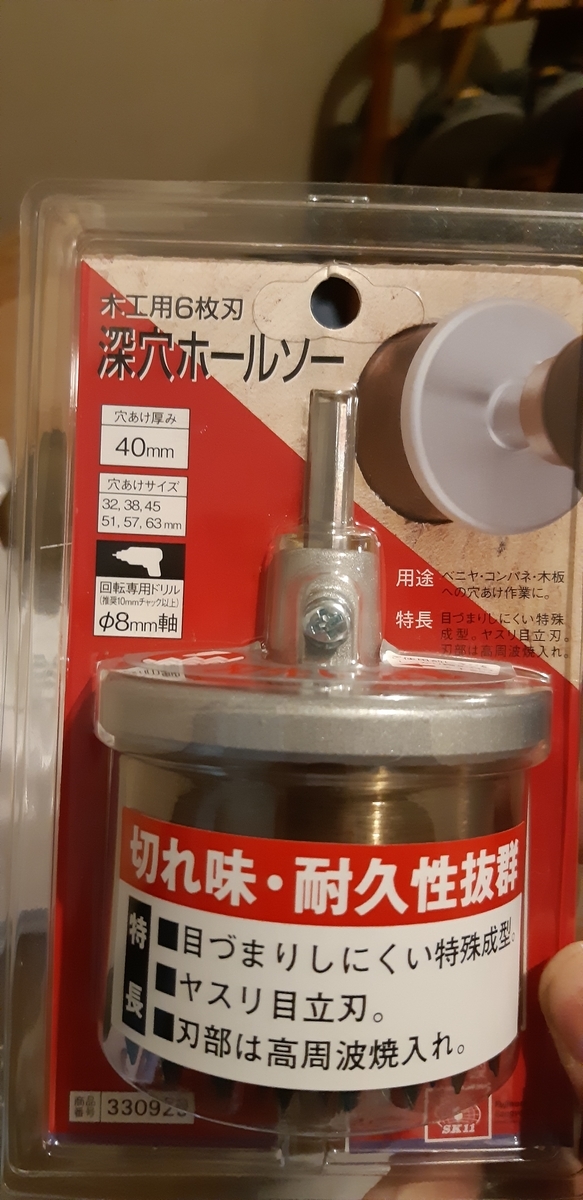 木工用6枚刃
深穴ホールソー
穴あけ厚み
40mm
穴あけサイズ
32, 38, 45
51, 57, 63mm
回転専用ドリル
(推奨10mmチャック以上)
φ8mm軸
用途 ベニヤ・コンパネ・木板
への穴あけ作業に。
特長 目づまりしにくい特殊
成型。ヤスリ目立刃。
刃部は高周波焼入れ。
切れ味・耐久性抜群
特長
■目づまりしにくい特殊成型。
■ヤスリ目立刃。
■刃部は高周波焼入れ。
商品
番号
SK11